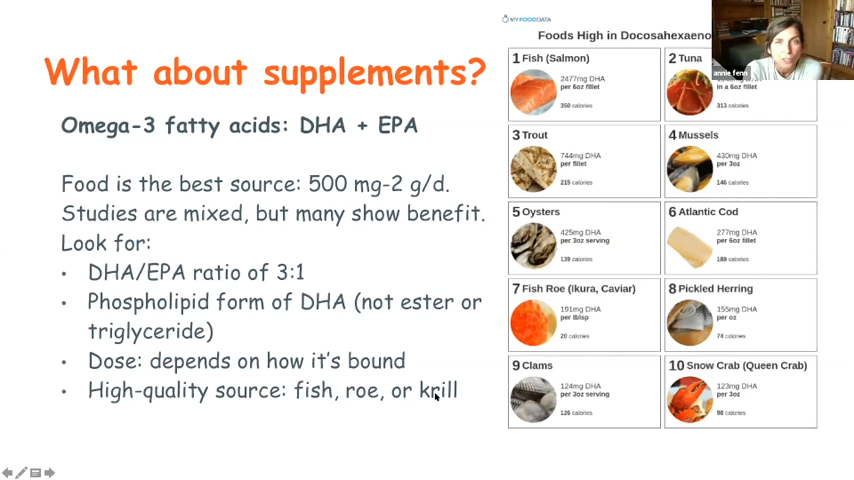 What about supplements?
Omega-3 fatty acids: DHA + EPA
Food is the best source: 500 mg-2 g/d.
Studies are mixed, but many show benefit.
Look for:
• DHA/EPA ratio of 3:1
• Phospholipid form of DHA (not ester or
triglyceride)
• Dose: depends on how it's bound
• High-quality source: fish, roe, or krill
MYFOODDATA
Foods High in Docosahexaeno
annie fenn
1 Fish (Salmon)
2477mg DHA
per 6oz fillet
350 calories
2 Tuna
in a 6oz fillet
313 calories
3 Trout
744mg DHA
per fillet
215 calories
4 Mussels
430mg DHA
per 3oz
146 calories
5 Oysters
425mg DHA
per 3oz serving
139 calories
6 Atlantic Cod
277mg DHA
per 6oz fillet
189 calories
7 Fish Roe (Ikura, Caviar)
191mg DHA
per tblsp
20 calories
8 Pickled Herring
155mg DHA
per oz
74 calories
9 Clams
124mg DHA
per 3oz serving
126 calories
10 Snow Crab (Queen Crab)
123mg DHA
per 3oz
98 calories